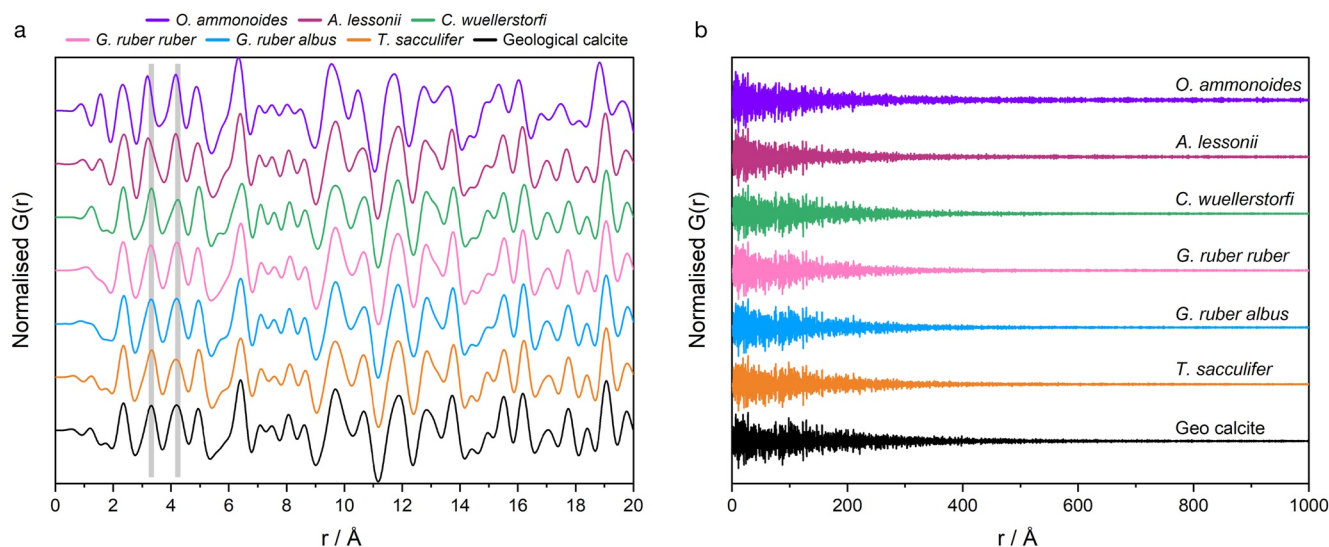 a
O. ammonoides A. lessonii C. wuellerstorfi
G. ruber ruber G. ruber albus T. sacculifer Geological calcite
Normalised G(r)
0 2 4 6 8 10 12 14 16 18 20
r / Å
b
O. ammonoides
A. lessonii
C. wuellerstorfi
G. ruber ruber
G. ruber albus
T. sacculifer
Geo calcite
Normalised G(r)
0 200 400 600 800 1000
r / Å